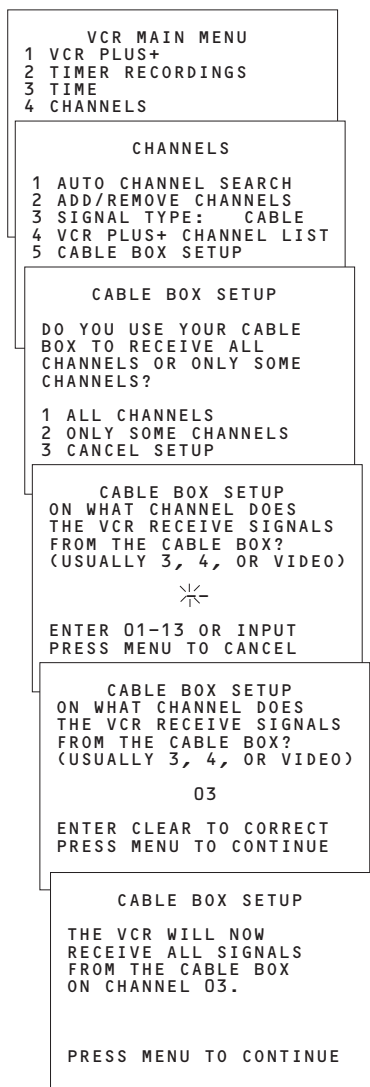 VCR MAIN MENU
1 VCR PLUS+
2 TIMER RECORDINGS
3 TIME
4 CHANNELS
CHANNELS
1 AUTO CHANNEL SEARCH
2 ADD/REMOVE CHANNELS
3 SIGNAL TYPE: CABLE
4 VCR PLUS+ CHANNEL LIST
5 CABLE BOX SETUP
CABLE BOX SETUP
DO YOU USE YOUR CABLE
BOX TO RECEIVE ALL
CHANNELS OR ONLY SOME
CHANNELS?
1 ALL CHANNELS
2 ONLY SOME CHANNELS
3 CANCEL SETUP
CABLE BOX SETUP
ON WHAT CHANNEL DOES
THE VCR RECEIVE SIGNALS
FROM THE CABLE BOX?
(USUALLY 3, 4, OR VIDEO)
--
ENTER 01-13 OR INPUT
PRESS MENU TO CANCEL
CABLE BOX SETUP
ON WHAT CHANNEL DOES
THE VCR RECEIVE SIGNALS
FROM THE CABLE BOX?
(USUALLY 3, 4, OR VIDEO)
03
ENTER CLEAR TO CORRECT
PRESS MENU TO CONTINUE
CABLE BOX SETUP
THE VCR WILL NOW
RECEIVE ALL SIGNALS
FROM THE CABLE BOX
ON CHANNEL 03.
PRESS MENU TO CONTINUE